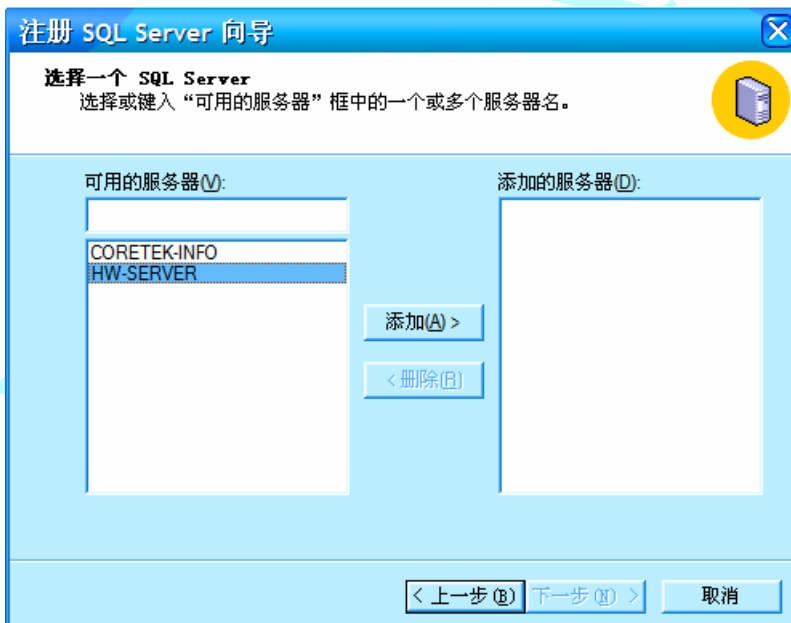 注册 SQL Server 向导
选择一个 SQL Server
选择或键入“可用的服务器”框中的一个或多个服务器名。
可用的服务器(V):
添加的服务器(D):
CORETEK-INFO
HW-SERVER
添加(A) >
< 删除(R)
< 上一步(B)
下一步(N) >
取消